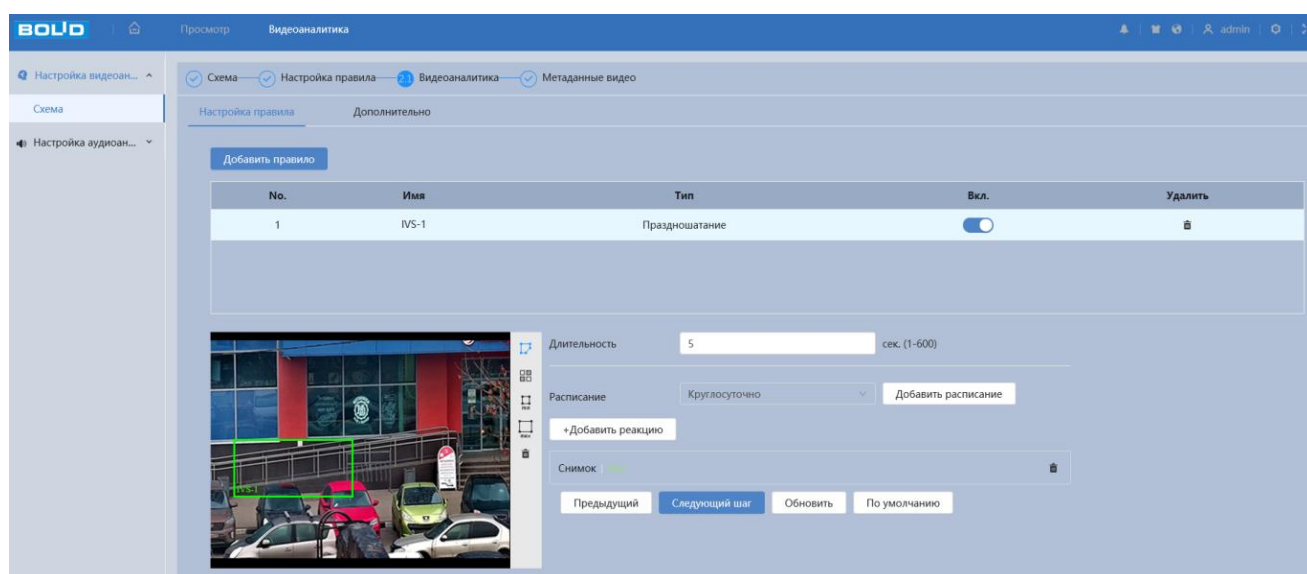 BOLID Просмотр Видеоаналитика admin
Настройка видеоан...
Схема
Настройка аудиоан...
Схема Настройка правила 2.1 Видеоаналитика Метаданные видео
Настройка правила Дополнительно
Добавить правило
No. Имя Тип Вкл. Удалить
1 IVS-1 Праздношатание
IVS-1
Длительность 5 сек. (1-600)
Расписание Круглосуточно Добавить расписание
+Добавить реакцию
Снимок
Предыдущий Следующий шаг Обновить По умолчанию